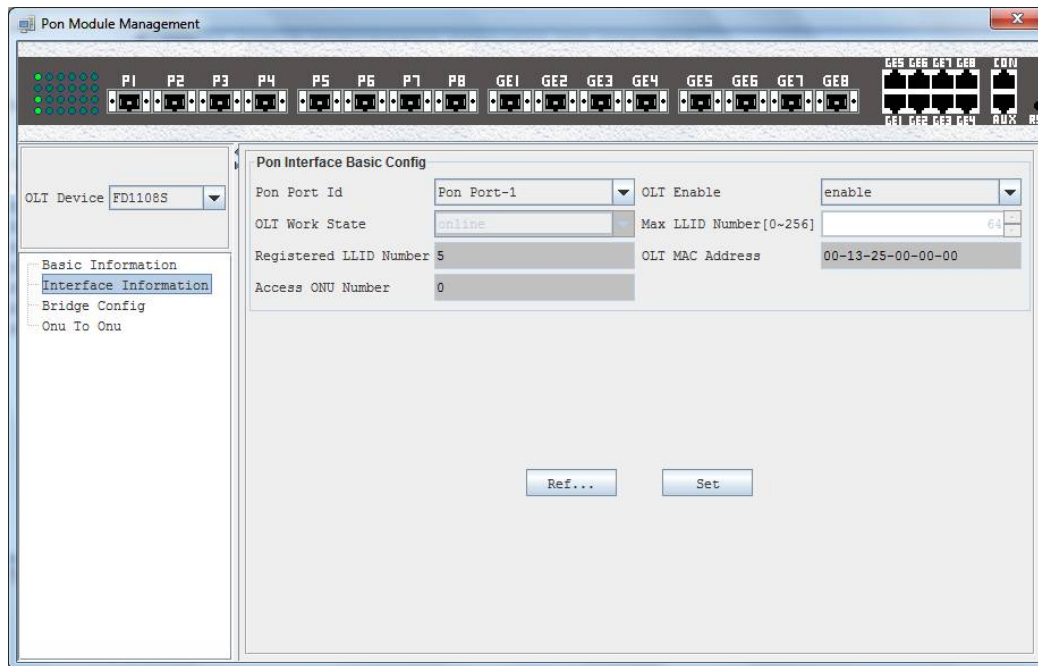 Pon Module Management
GE5 GE6 GE7 GE8 CON
P1 P2 P3 P4 P5 P6 P7 P8 GE1 GE2 GE3 GE4 GE5 GE6 GE7 GE8
GE1 GE2 GE3 GE4 AUX
OLT Device FD1108S
Basic Information
Interface Information
Bridge Config
Onu To Onu
Pon Interface Basic Config
Pon Port Id Pon Port-1 OLT Enable enable
OLT Work State online Max LLID Number[0~256] 64
Registered LLID Number 5 OLT MAC Address 00-13-25-00-00-00
Access ONU Number 0
Ref... Set